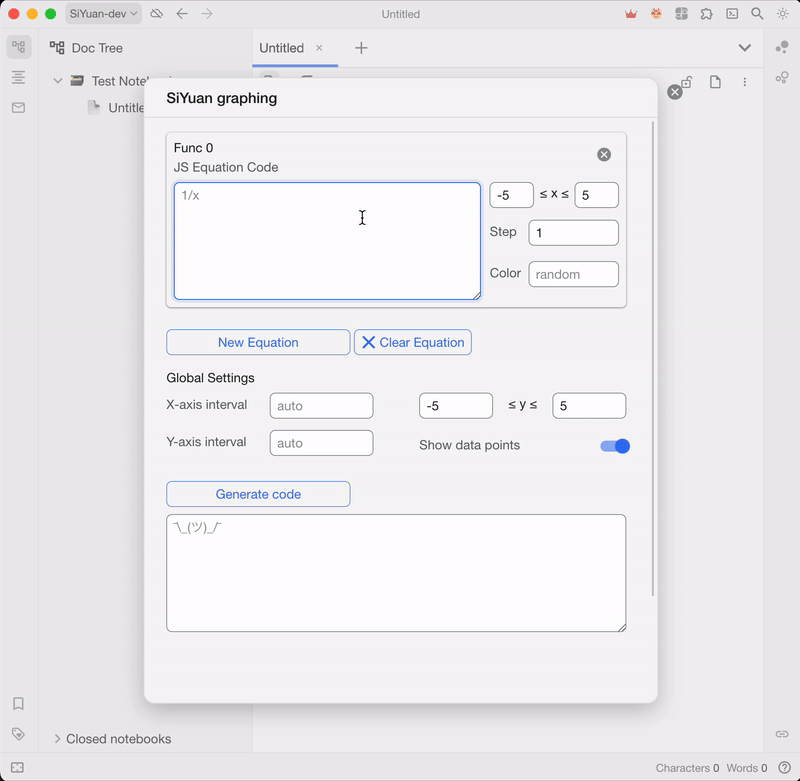 SiYuan-dev
Untitled
Doc Tree
Untitled
Test Note
Untitle
SiYuan graphing
Func 0
JS Equation Code
1/x
-5 ≤ x ≤ 5
Step 1
Color random
New Equation
Clear Equation
Global Settings
X-axis interval auto
-5 ≤ y ≤ 5
Y-axis interval auto
Show data points
Generate code
¯\_(ツ)_/¯
Closed notebooks
Characters 0 Words 0